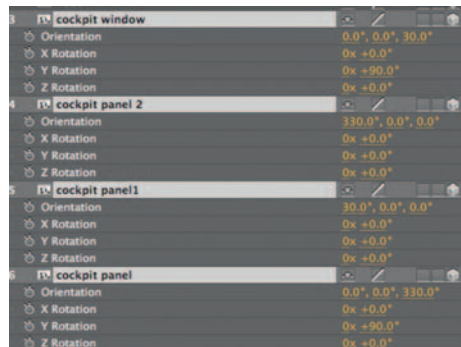 3 cockpit window
Orientation 0.0°, 0.0°, 30.0°
X Rotation 0x +0.0°
Y Rotation 0x +90.0°
Z Rotation 0x +0.0°
4 cockpit panel 2
Orientation 330.0°, 0.0°, 0.0°
X Rotation 0x +0.0°
Y Rotation 0x +0.0°
Z Rotation 0x +0.0°
5 cockpit panel1
Orientation 30.0°, 0.0°, 0.0°
X Rotation 0x +0.0°
Y Rotation 0x +0.0°
Z Rotation 0x +0.0°
6 cockpit panel
Orientation 0.0°, 0.0°, 330.0°
X Rotation 0x +0.0°
Y Rotation 0x +90.0°
Z Rotation 0x +0.0°